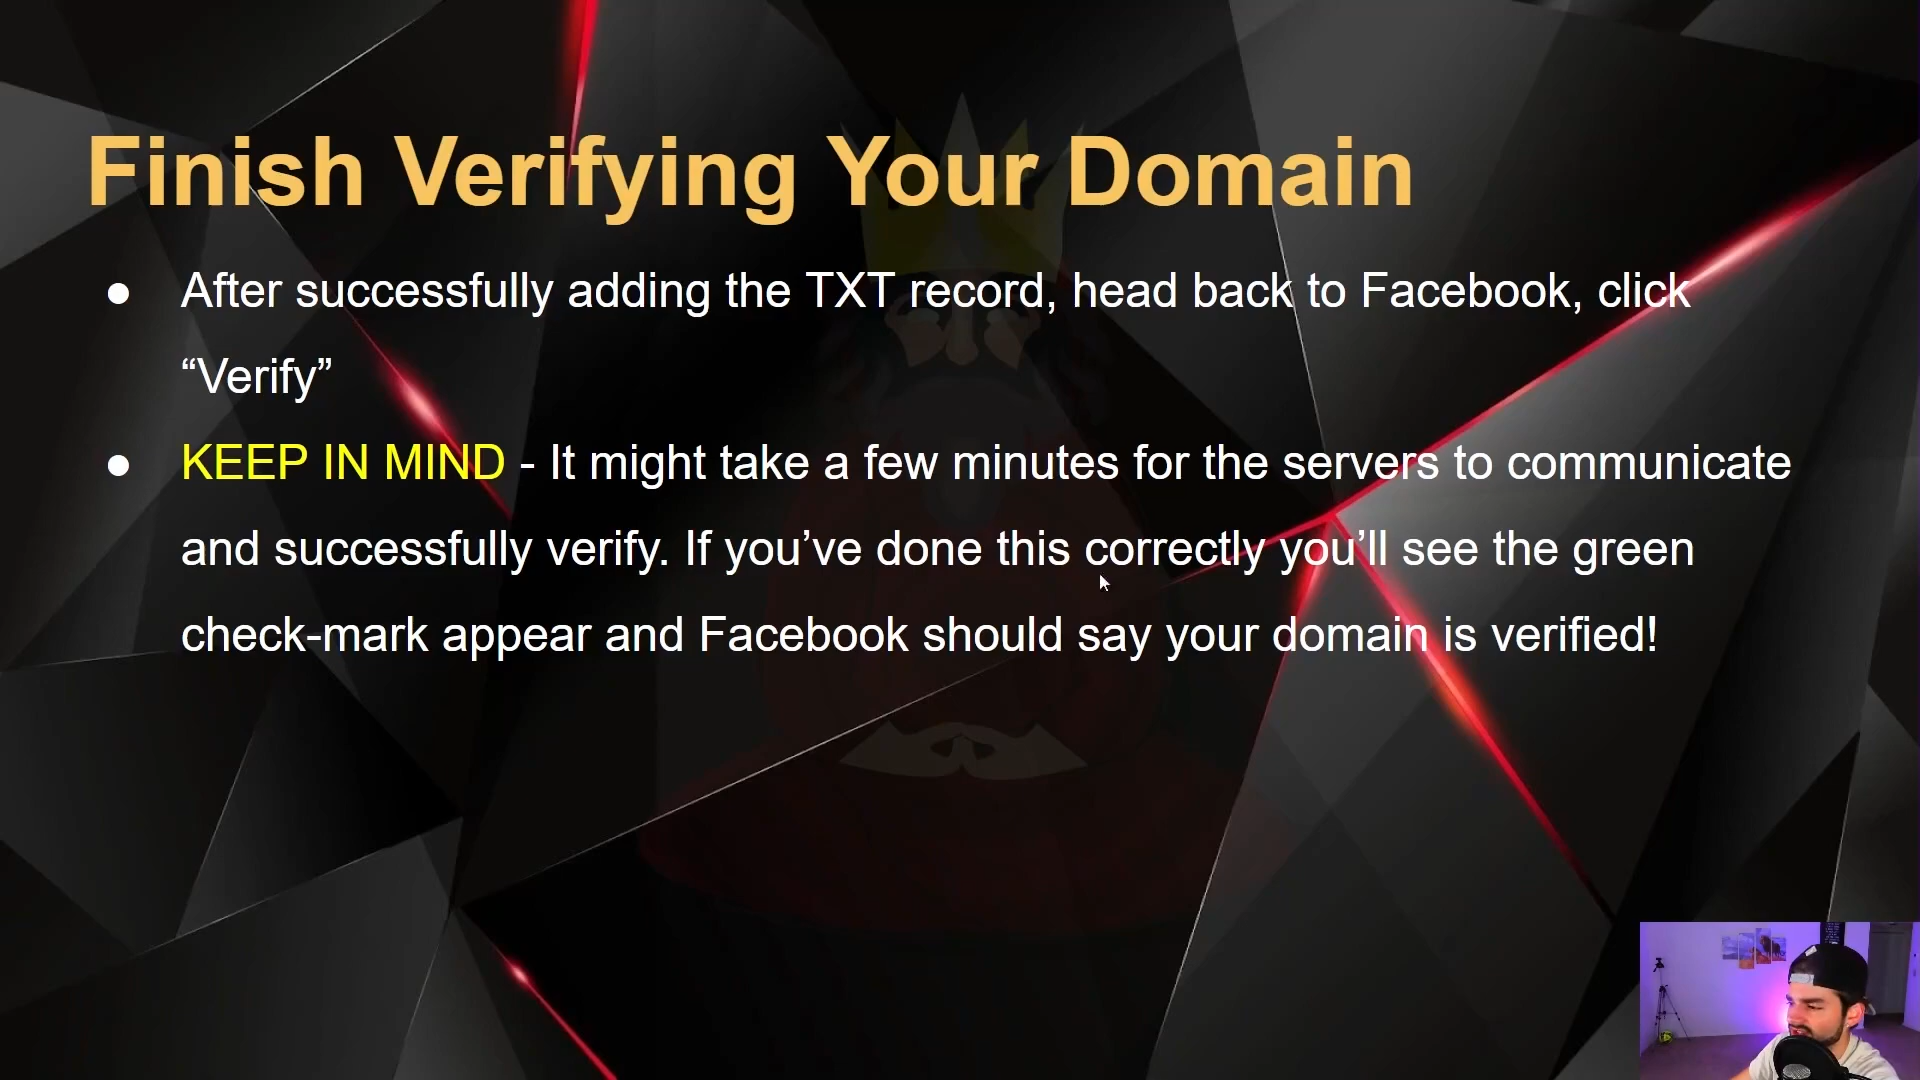 Finish Verifying Your Domain
● After successfully adding the TXT record, head back to Facebook, click
“Verify”
● KEEP IN MIND - It might take a few minutes for the servers to communicate
and successfully verify. If you’ve done this correctly you’ll see the green
check-mark appear and Facebook should say your domain is verified!